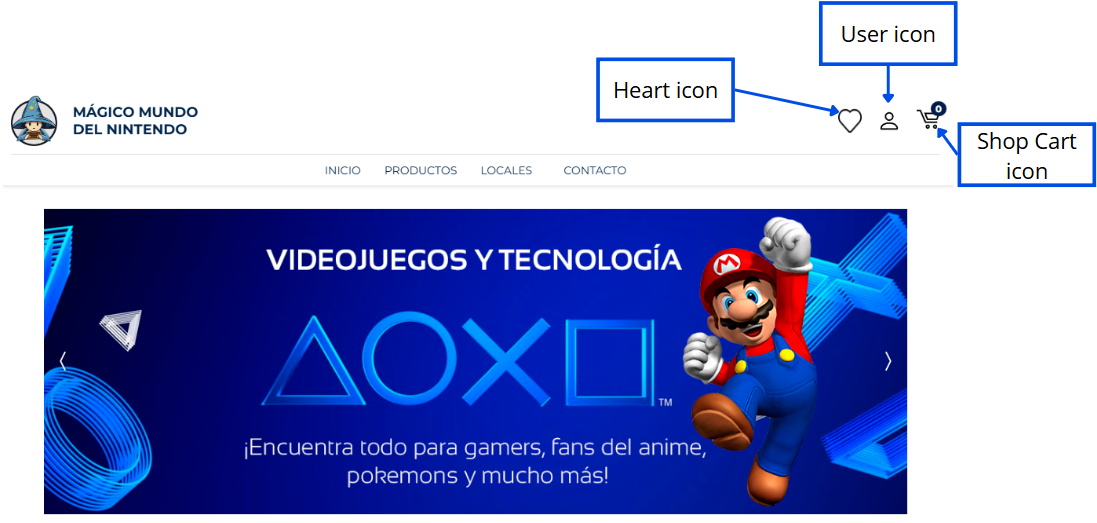 User icon
Heart icon
MÁGICO MUNDO
DEL NINTENDO
0
Shop Cart
icon
INICIO PRODUCTOS LOCALES CONTACTO
VIDEOJUEGOS Y TECNOLOGÍA
M
TM
¡Encuentra todo para gamers, fans del anime,
pokemons y mucho más!